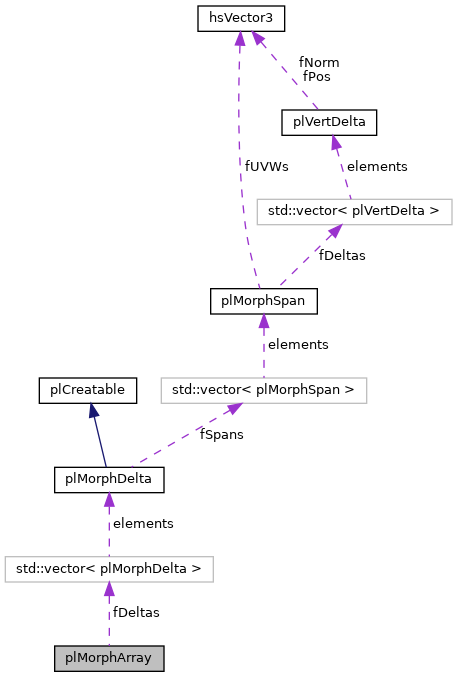 hsVector3
fNorm
fPos
plVertDelta
fUVWs
elements
std::vector< plVertDelta >
fDeltas
plMorphSpan
elements
plCreatable
std::vector< plMorphSpan >
fSpans
plMorphDelta
elements
std::vector< plMorphDelta >
fDeltas
plMorphArray